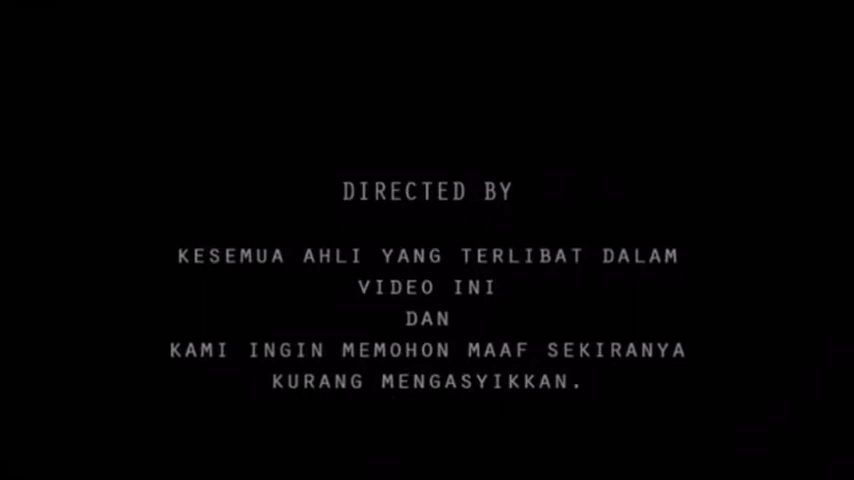 DIRECTED BY
KESEMUA AHLI YANG TERLIBAT DALAM
VIDEO INI
DAN
KAMI INGIN MEMOHON MAAF SEKIRANYA
KURANG MENGASYIKKAN.